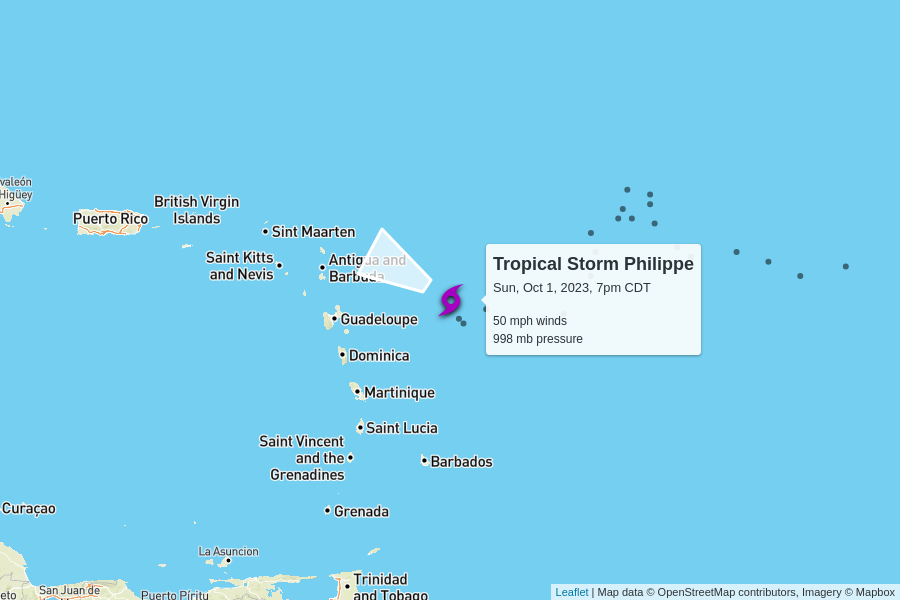 valeón
Higüey
Puerto Rico
British Virgin
Islands
Sint Maarten
Saint Kitts
and Nevis
Antigua and
Barbuda
Guadeloupe
Dominica
Martinique
Saint Lucia
Saint Vincent
and the
Grenadines
Barbados
Grenada
Curaçao
La Asuncion
Trinidad
and Tobago
San Juan de
Puerto Píritu
eto
Tropical Storm Philippe
Sun, Oct 1, 2023, 7pm CDT
50 mph winds
998 mb pressure
Leaflet | Map data © OpenStreetMap contributors, Imagery © Mapbox